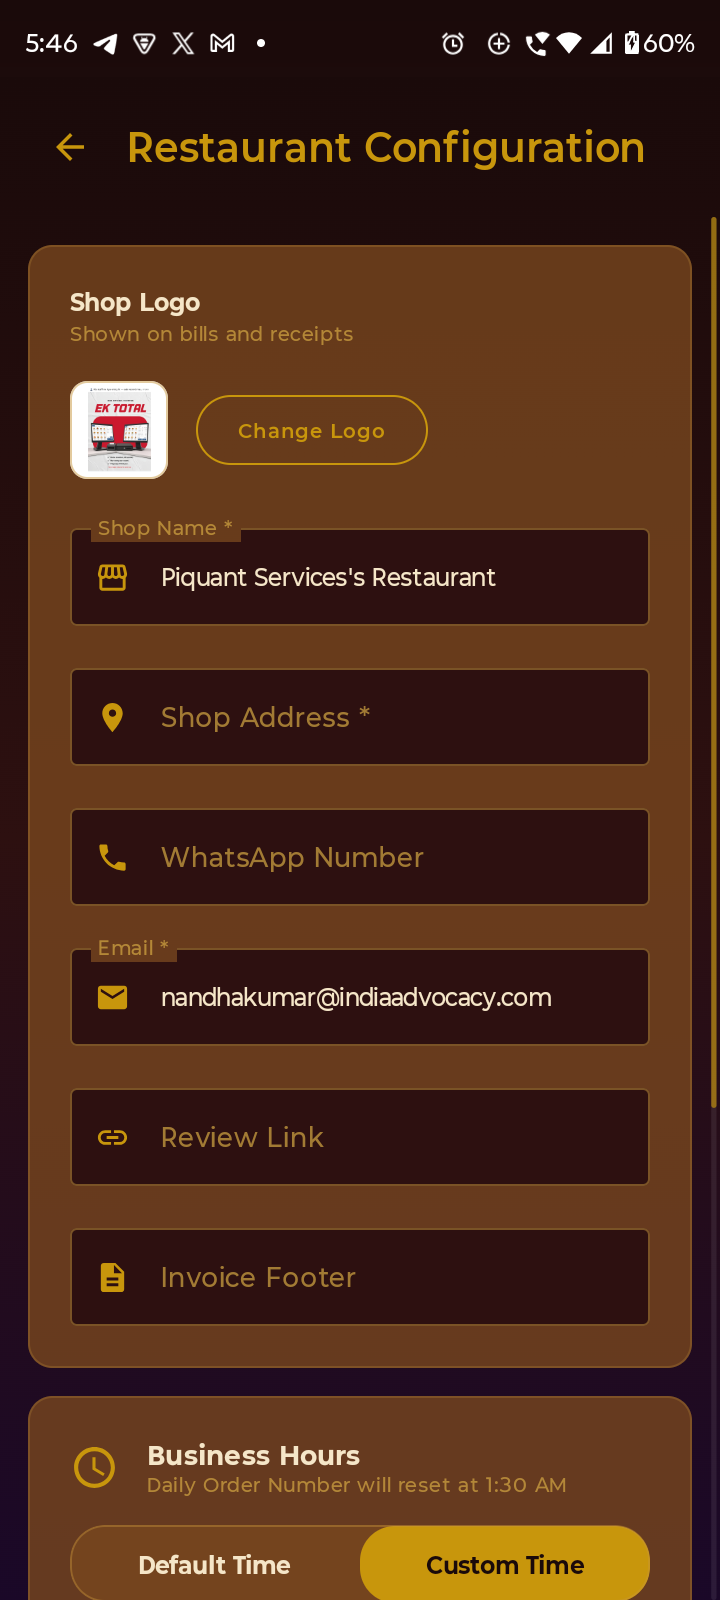 5:46
60%
Restaurant Configuration
Shop Logo
Shown on bills and receipts
EK TOTAL
Change Logo
Shop Name *
Piquant Services's Restaurant
Shop Address *
WhatsApp Number
Email *
nandhakumar@indiaadvocacy.com
Review Link
Invoice Footer
Business Hours
Daily Order Number will reset at 1:30 AM
Default Time
Custom Time